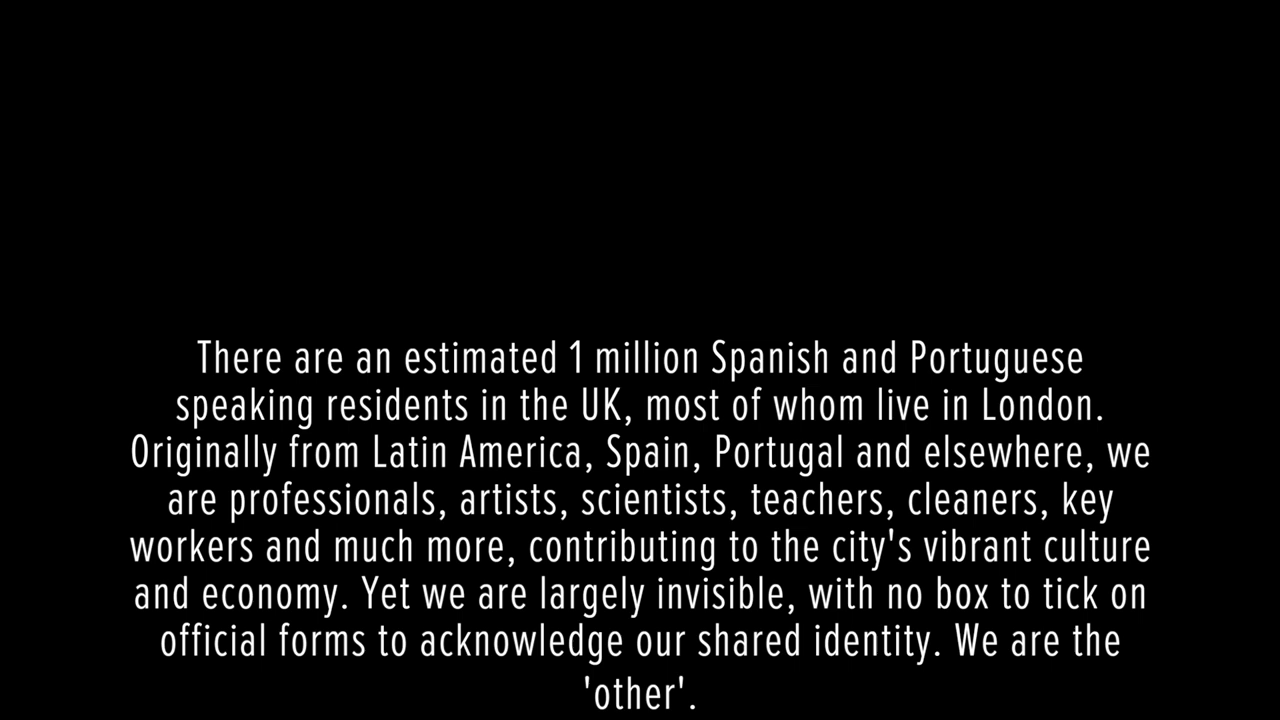 There are an estimated 1 million Spanish and Portuguese
speaking residents in the UK, most of whom live in London.
Originally from Latin America, Spain, Portugal and elsewhere, we
are professionals, artists, scientists, teachers, cleaners, key
workers and much more, contributing to the city's vibrant culture
and economy. Yet we are largely invisible, with no box to tick on
official forms to acknowledge our shared identity. We are the
'other'.